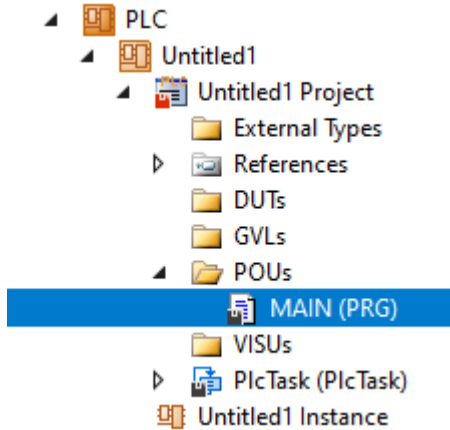 PLC
Untitled1
Untitled1 Project
External Types
References
DUTs
GVLs
POUs
MAIN (PRG)
VISUs
PlcTask (PlcTask)
Untitled1 Instance